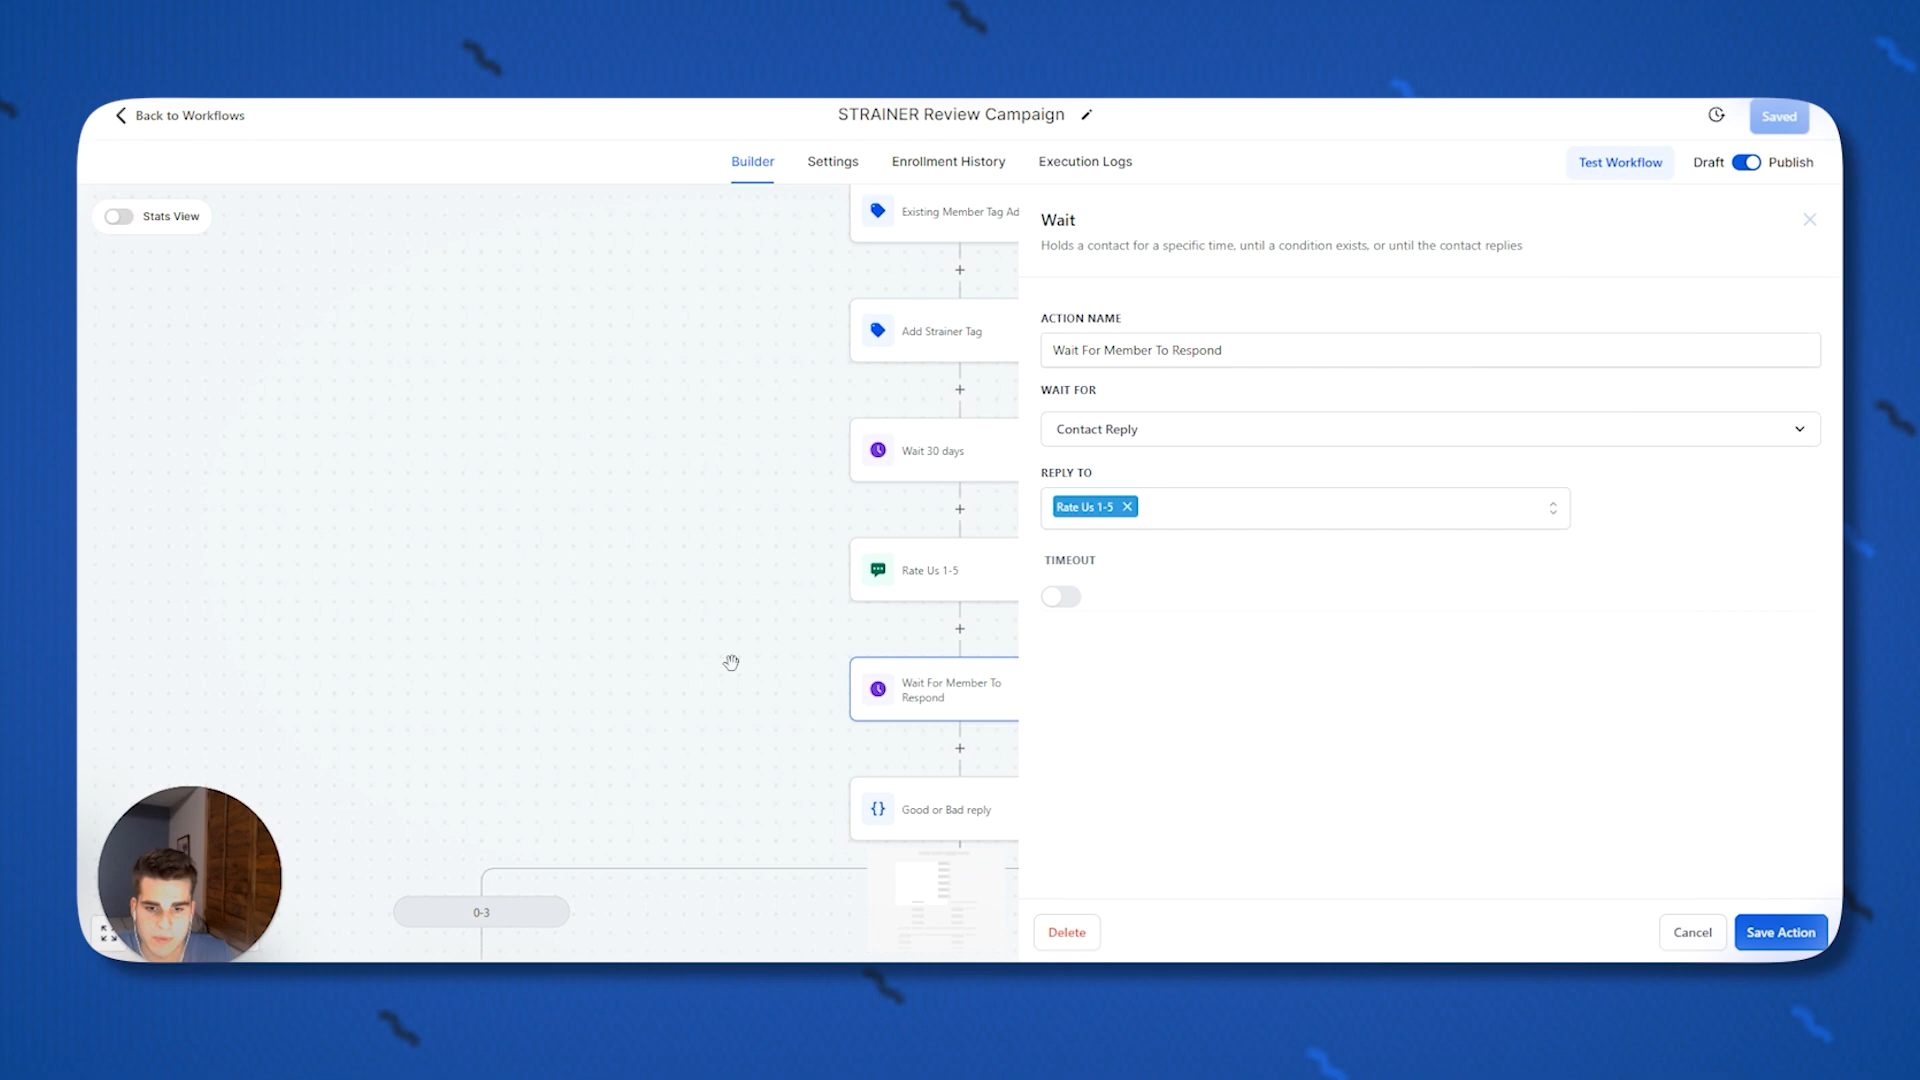 Back to Workflows
STRAINER Review Campaign
Saved
Builder
Settings
Enrollment History
Execution Logs
Test Workflow
Draft
Publish
Stats View
Existing Member Tag Ad
Add Strainer Tag
Wait 30 days
Rate Us 1-5
Wait For Member To
Respond
Good or Bad reply
0-3
Wait
Holds a contact for a specific time, until a condition exists, or until the contact replies
ACTION NAME
Wait For Member To Respond
WAIT FOR
Contact Reply
REPLY TO
Rate Us 1-5
TIMEOUT
Delete
Cancel
Save Action